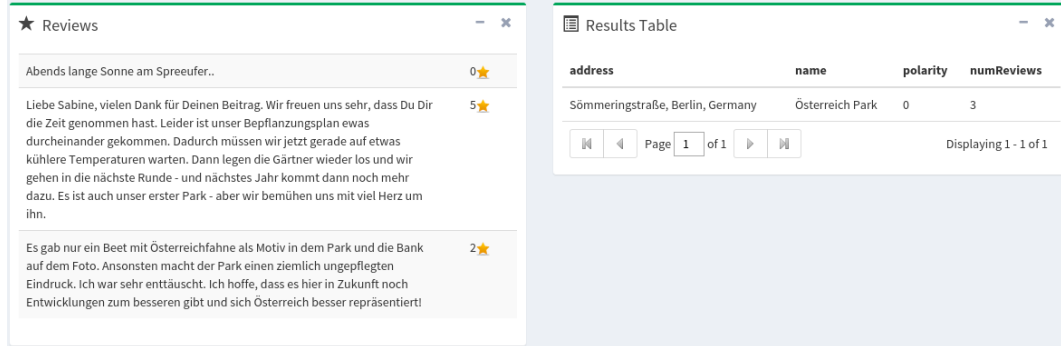 Reviews
Abends lange Sonne am Spreeufer.. 0
Liebe Sabine, vielen Dank für Deinen Beitrag. Wir freuen uns sehr, dass Du Dir 5
die Zeit genommen hast. Leider ist unser Bepflanzungsplan etwas
durcheinander gekommen. Dadurch müssen wir jetzt gerade auf etwas
kühlere Temperaturen warten. Dann legen die Gärtner wieder los und wir
gehen in die nächste Runde - und nächstes Jahr kommt dann noch mehr
dazu. Es ist auch unser erster Park - aber wir bemühen uns mit viel Herz um
ihn.
Es gab nur ein Beet mit Österreichfahne als Motiv in dem Park und die Bank 2
auf dem Foto. Ansonsten macht der Park einen ziemlich ungepflegten
Eindruck. Ich war sehr enttäuscht. Ich hoffe, dass es hier in Zukunft noch
Entwicklungen zum besseren gibt und sich Österreich besser repräsentiert!
Results Table
address name polarity numReviews
Sömmeringstraße, Berlin, Germany Österreich Park 0 3
Page 1 of 1 Displaying 1 - 1 of 1